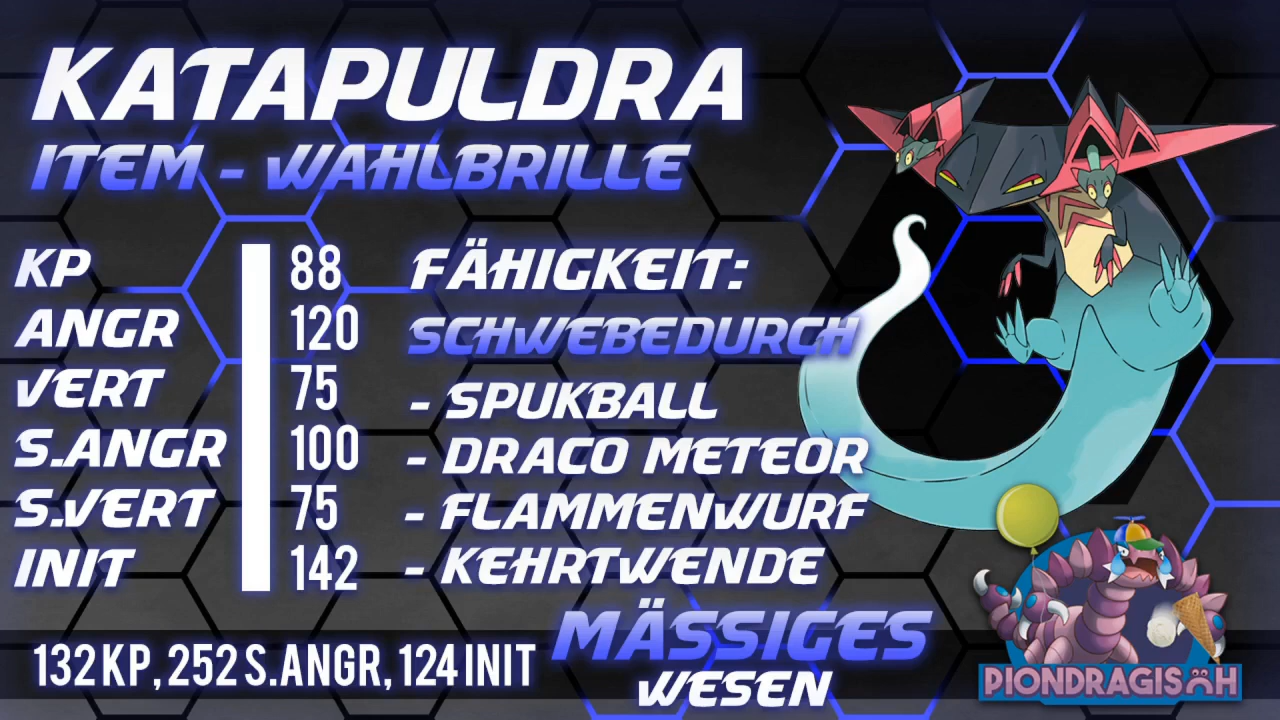 KATAPULDRA
ITEM - WAHLBRILLE
KP 88
ANGR 120
VERT 75
S.ANGR 100
S.VERT 75
INIT 142
FÄHIGKEIT:
SCHWEBEDURCH
- SPUKBALL
- DRACO METEOR
- FLAMMENWURF
- KEHRTWENDE
132 KP, 252 S.ANGR, 124 INIT
MÄSSIGES
WESEN
PIONDRAGISÖH